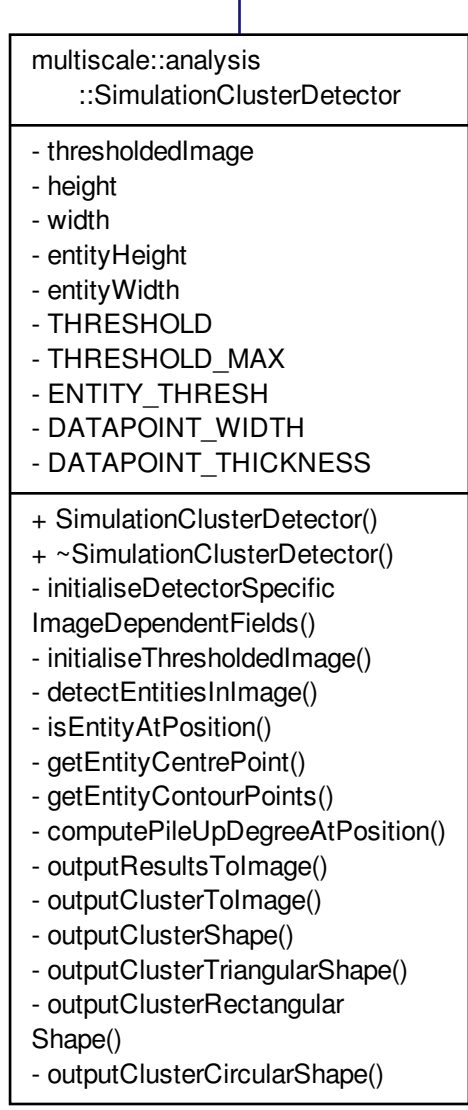 multiscale::analysis
::SimulationClusterDetector
- thresholdedImage
- height
- width
- entityHeight
- entityWidth
- THRESHOLD
- THRESHOLD_MAX
- ENTITY_THRESH
- DATAPOINT_WIDTH
- DATAPOINT_THICKNESS
+ SimulationClusterDetector()
+ ~SimulationClusterDetector()
- initialiseDetectorSpecific
ImageDependentFields()
- initialiseThresholdedImage()
- detectEntitiesInImage()
- isEntityAtPosition()
- getEntityCentrePoint()
- getEntityContourPoints()
- computePileUpDegreeAtPosition()
- outputResultsToImage()
- outputClusterToImage()
- outputClusterShape()
- outputClusterTriangularShape()
- outputClusterRectangular
Shape()
- outputClusterCircularShape()